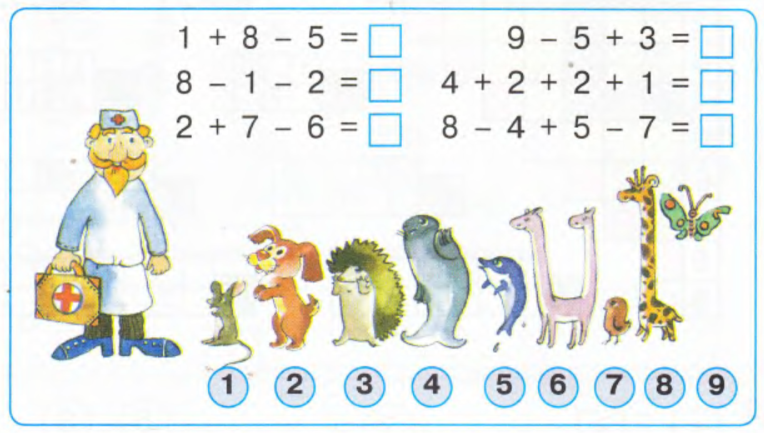 1 + 8 - 5 =
8 - 1 - 2 =
2 + 7 - 6 =
9 - 5 + 3 =
4 + 2 + 2 + 1 =
8 - 4 + 5 - 7 =
1 2 3 4 5 6 7 8 9